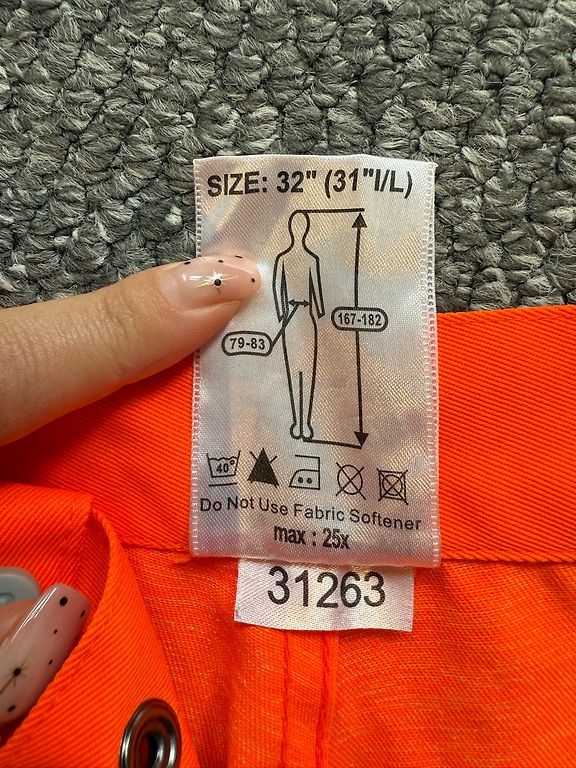 SIZE: 32" (31"I/L)
167-182
79-83
40°
Do Not Use Fabric Softener
max : 25x
31263